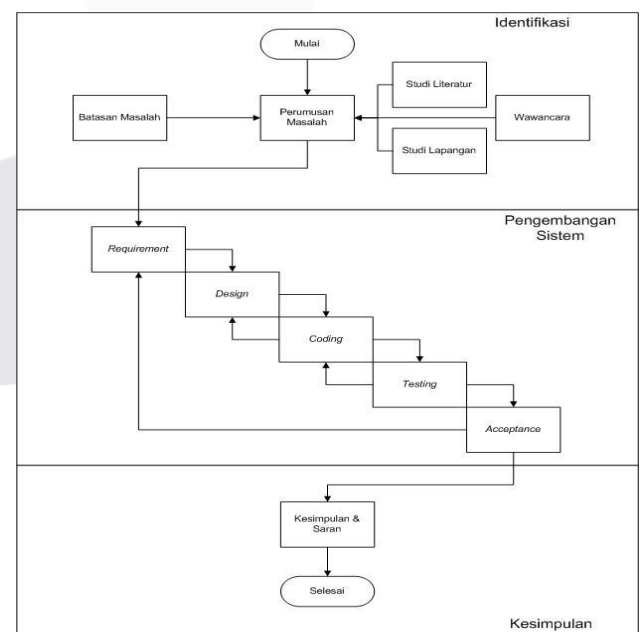 Identifikasi
Mulai
Studi Literatur
Batasan Masalah
Perumusan
Masalah
Wawancara
Studi Lapangan
Pengembangan
Sistem
Requirement
Design
Coding
Testing
Acceptance
Kesimpulan &
Saran
Selesai
Kesimpulan